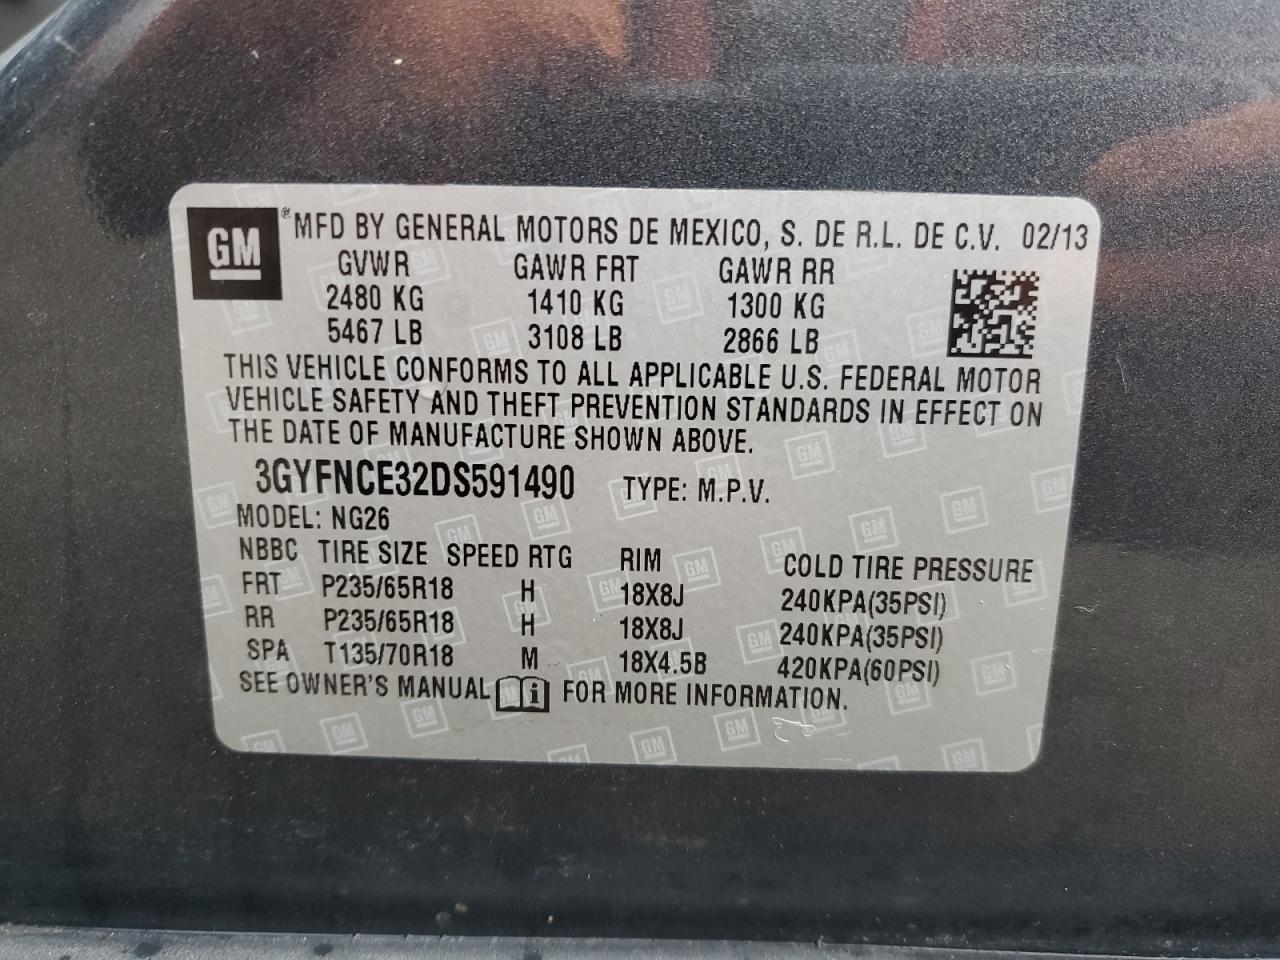 GM ® MFD BY GENERAL MOTORS DE MEXICO, S. DE R.L. DE C.V. 02/13
GVWR GAWR FRT GAWR RR
2480 KG 1410 KG 1300 KG
5467 LB 3108 LB 2866 LB
THIS VEHICLE CONFORMS TO ALL APPLICABLE U.S. FEDERAL MOTOR
VEHICLE SAFETY AND THEFT PREVENTION STANDARDS IN EFFECT ON
THE DATE OF MANUFACTURE SHOWN ABOVE.
3GYFNCE32DS591490 TYPE: M.P.V.
MODEL: NG26
NBBC TIRE SIZE SPEED RTG RIM COLD TIRE PRESSURE
FRT P235/65R18 H 18X8J 240KPA(35PSI)
RR P235/65R18 H 18X8J 240KPA(35PSI)
SPA T135/70R18 M 18X4.5B 420KPA(60PSI)
SEE OWNER'S MANUAL i FOR MORE INFORMATION.